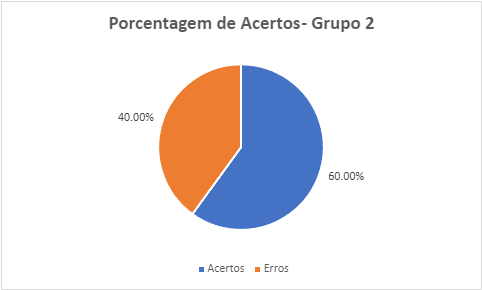 Porcentagem de Acertos- Grupo 2
40.00%
60.00%
Acertos Erros